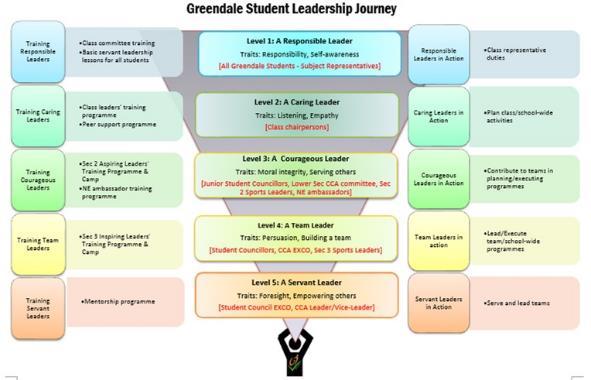 Greendale Student Leadership Journey
Training
Responsible
Leaders
•Class committee training
•Basic servant leadership
lessons for all students
Level 1: A Responsible Leader
Traits: Responsibility, Self-awareness
[All Greendale Students - Subject Representatives]
Responsible
Leaders in Action
•Class representative
duties
Training Caring
Leaders
•Class leaders' training
programme
•Peer support programme
Level 2: A Caring Leader
Traits: Listening, Empathy
[Class chairpersons]
Caring Leaders in
Action
•Plan class/school-wide
activities
Training
Courageous
Leaders
•Sec 2 Aspiring Leaders'
Training Programme &
Camp
•NE ambassador training
programme
Level 3: A Courageous Leader
Traits: Moral integrity, Serving others
[Junior Student Councillors, Lower Sec CCA committee, Sec
2 Sports Leaders, NE ambassadors]
Courageous
Leaders in Action
•Contribute to teams in
planning/executing
programmes
Training Team
Leaders
•Sec 3 Inspiring Leaders'
Training Programme &
Camp
Level 4: A Team Leader
Traits: Persuasion, Building a team
[Student Councillors, CCA EXCO, Sec 3 Sports Leaders]
Team Leaders in
action
•Lead/Execute
team/school-wide
programmes
Training
Servant
Leaders
•Mentorship programme
Level 5: A Servant Leader
Traits: Foresight, Empowering others
[Student Council EXCO, CCA Leader/Vice-Leader]
Servant Leaders
in Action
•Serve and lead teams